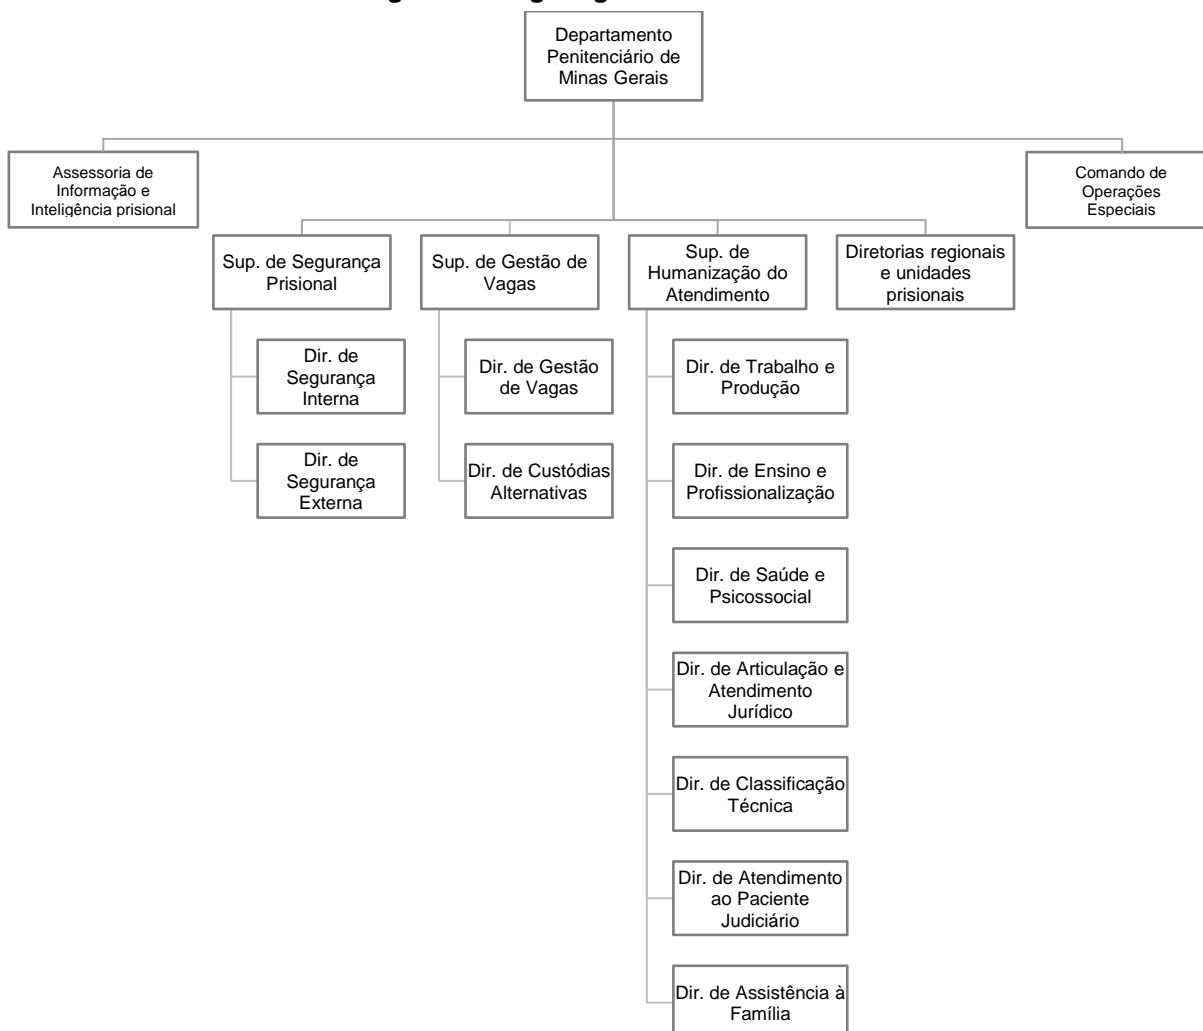 Departamento
Penitenciário de
Minas Gerais
Assessoria de
Informação e
Inteligência prisional
Comando de
Operações
Especiais
Sup. de Segurança
Prisional
Sup. de Gestão de
Vagas
Sup. de
Humanização do
Atendimento
Diretorias regionais
e unidades
prisionais
Dir. de
Segurança
Interna
Dir. de Gestão
de Vagas
Dir. de Trabalho e
Produção
Dir. de
Segurança
Externa
Dir. de Custódias
Alternativas
Dir. de Ensino e
Profissionalização
Dir. de Saúde e
Psicossocial
Dir. de Articulação e
Atendimento
Jurídico
Dir. de Classificação
Técnica
Dir. de Atendimento
ao Paciente
Judiciário
Dir. de Assistência à
Família